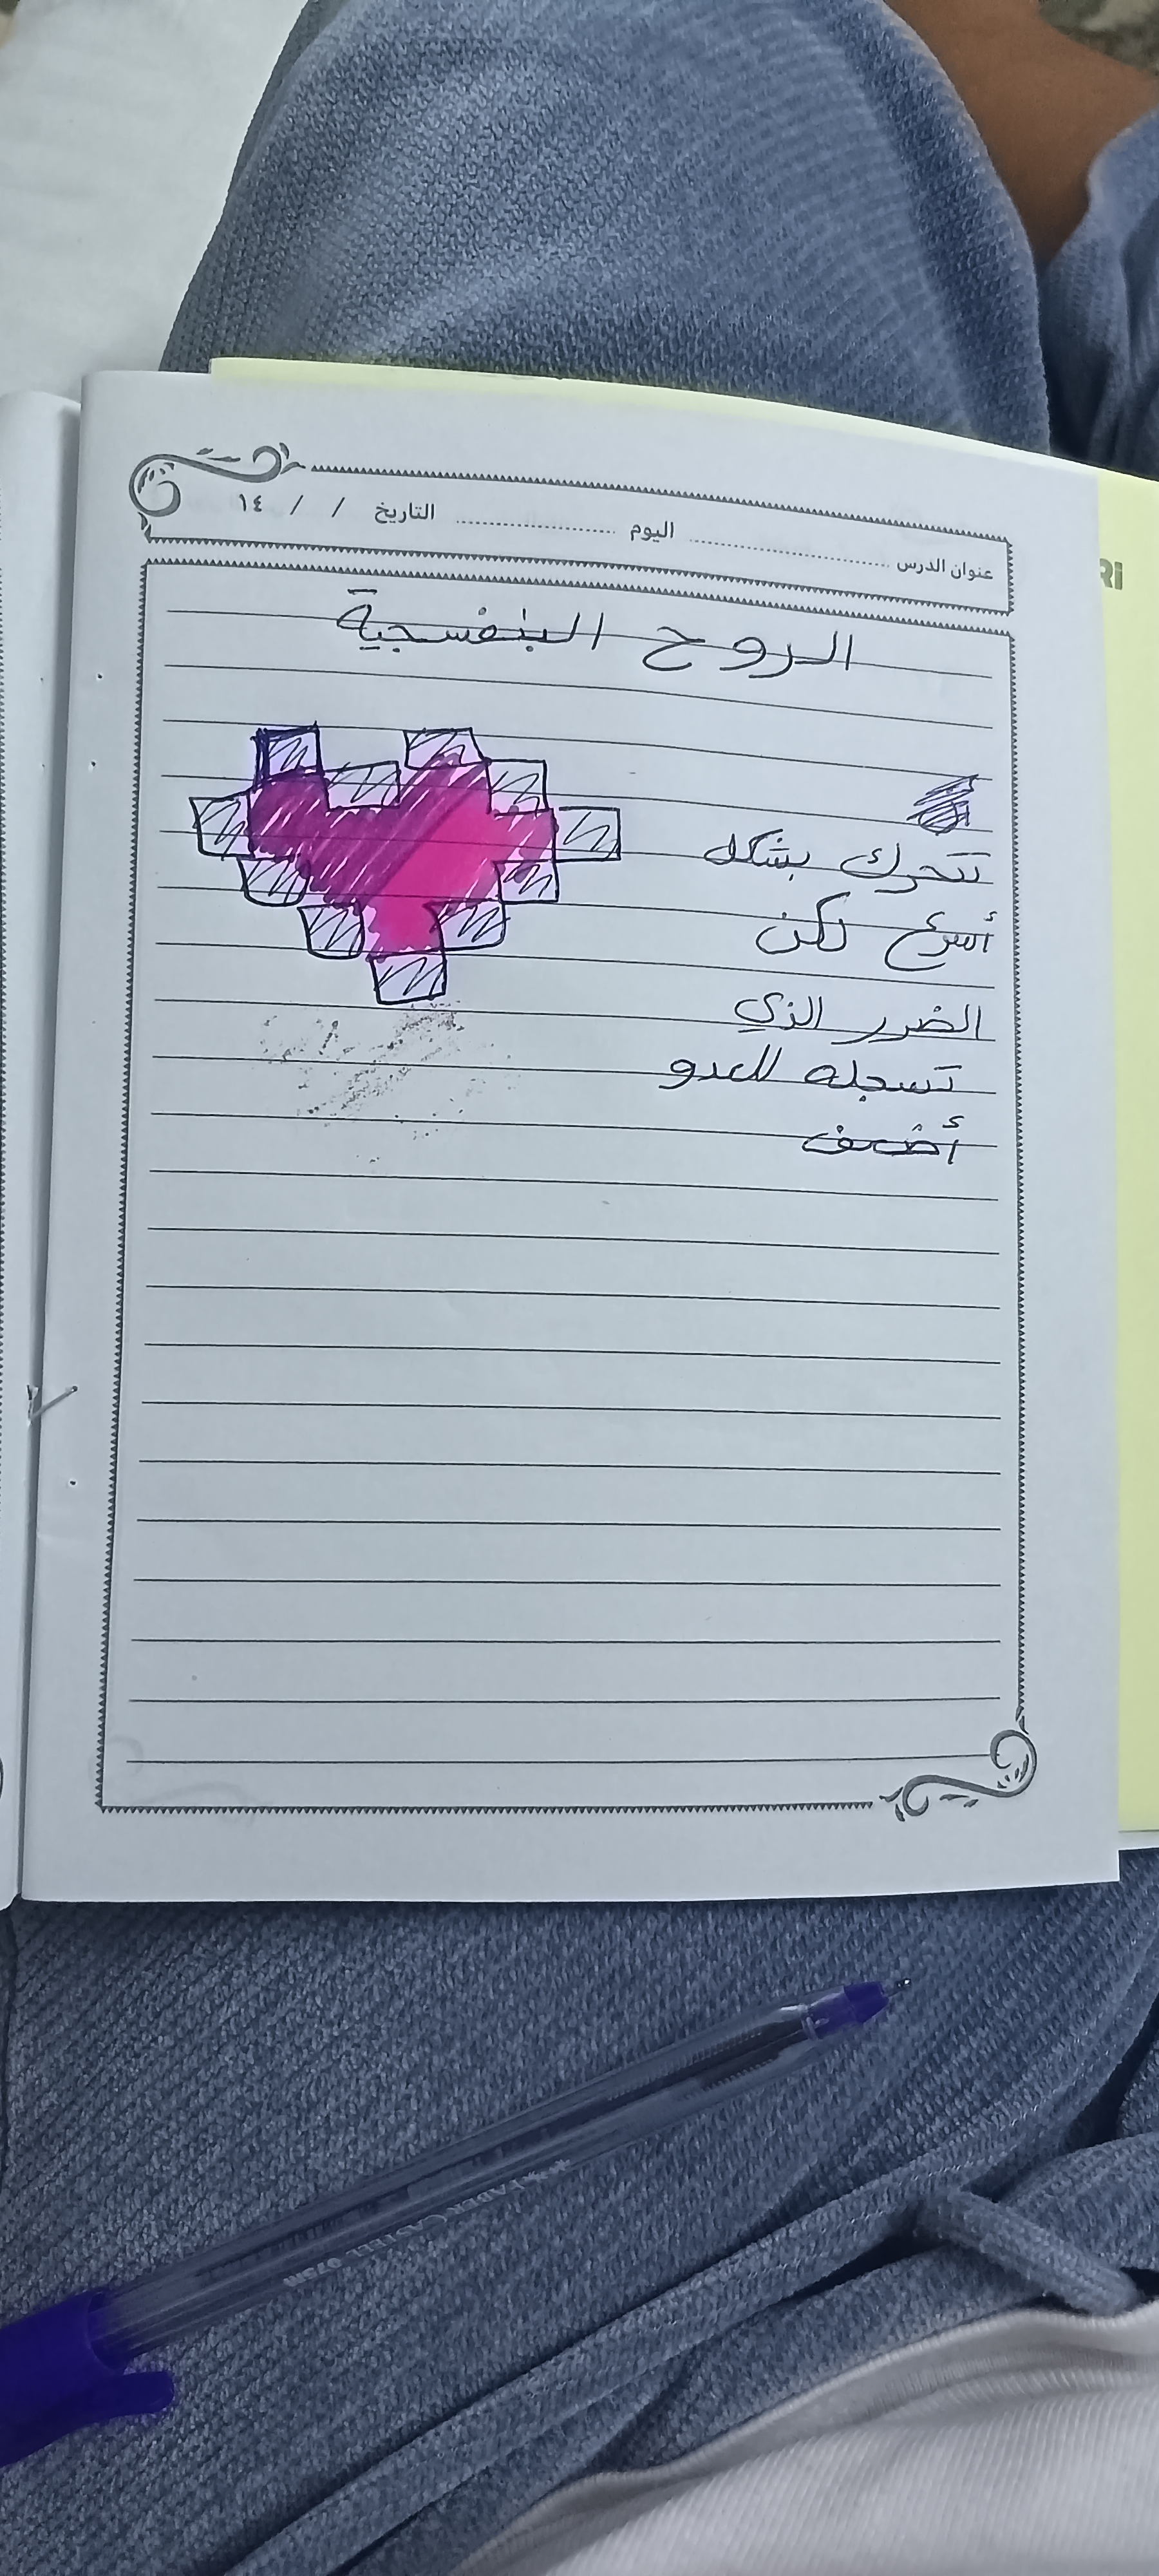 عنوان الدرس اليوم التاريخ / / ١٤
الروح البنفسجية
تتحرك بشكل
أسرع لكن
الضرر الذي
تسجله للعدو
أضعف